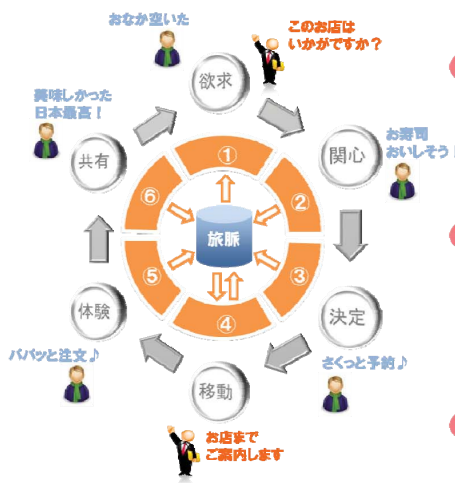 おなか空いた
このお店は
いかがですか？
欲求
美味しかった
日本最高！
共有
関心
お寿司
おいしそう！
①
②
③
④
⑤
⑥
旅脈
体験
パパッと注文♪
決定
さくっと予約♪
移動
お店まで
ご案内します